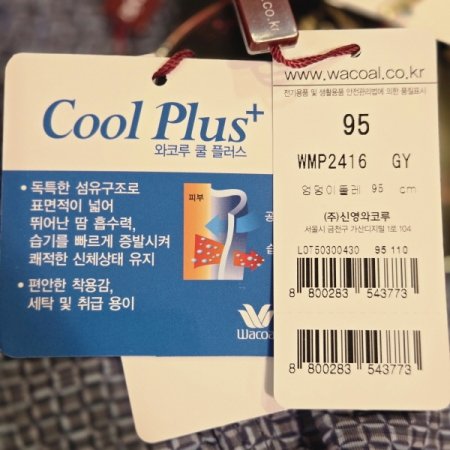 Cool Plus+
와코루 쿨 플러스
• 독특한 섬유구조로
표면적이 넓어
뛰어난 땀 흡수력,
습기를 빠르게 증발시켜
쾌적한 신체상태 유지
• 편안한 착용감,
세탁 및 취급 용이
피부
공
습
Wacoal
co.kr
www.wacoal.co.kr
전기용품 및 생활용품 안전관리법에 의한 품질표시
95
WMP2416 GY
엉덩이둘레 95 cm
(주)신영와코루
서울시 금천구 가산디지털 1로 104
LOT50300430 95 110
8 800283 543773
8 800283 543773